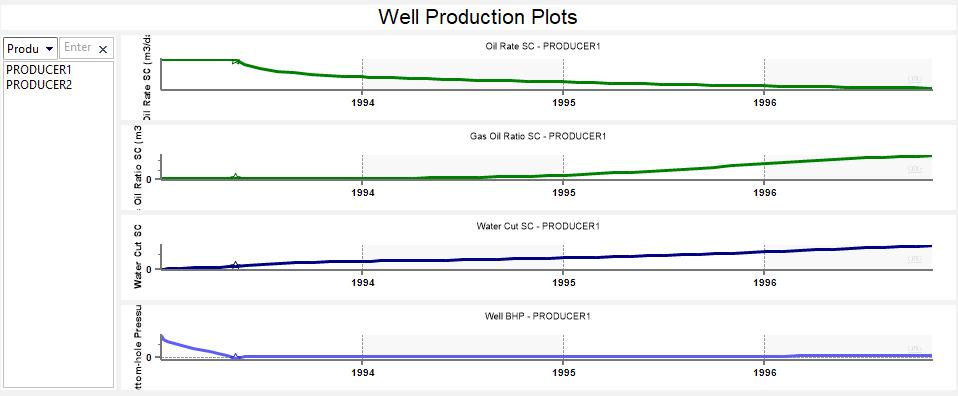 Well Production Plots
Produ
Enter
PRODUCER1
PRODUCER2
Oil Rate SC - PRODUCER1
Oil Rate SC (m3/da
1994
1995
1996
Gas Oil Ratio SC - PRODUCER1
Oil Ratio SC (m3
0
1994
1995
1996
Water Cut SC - PRODUCER1
Water Cut SC
0
1994
1995
1996
Well BHP - PRODUCER1
ttom-hole Pressu
0
1994
1995
1996